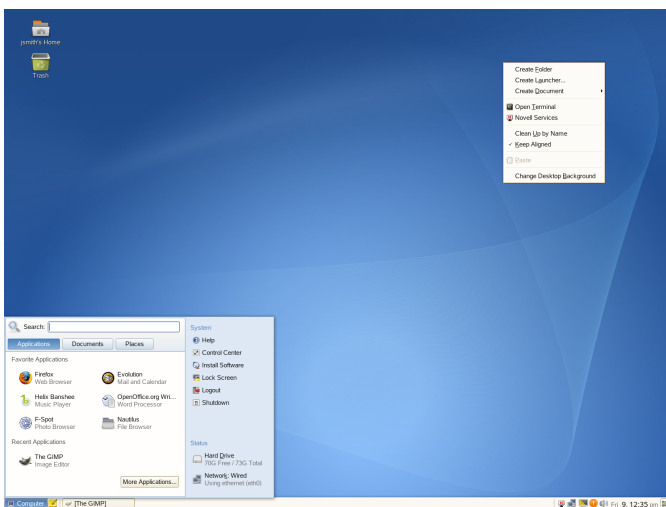 jsmith's Home
Trash
Create Folder
Create Launcher...
Create Document
Open Terminal
Novell Services
Clean Up by Name
Keep Aligned
Paste
Change Desktop Background
Search:
Applications
Documents
Places
Favorite Applications
Firefox
Web Browser
Evolution
Mail and Calendar
Helix Banshee
Music Player
OpenOffice.org Wri...
Word Processor
F-Spot
Photo Browser
Nautilus
File Browser
Recent Applications
The GIMP
Image Editor
More Applications...
System
Help
Control Center
Install Software
Lock Screen
Logout
Shutdown
Status
Hard Drive
70G Free / 73G Total
Network: Wired
Using ethernet (eth0)
Computer
[The GIMP]
Fri 9, 12:35 pm